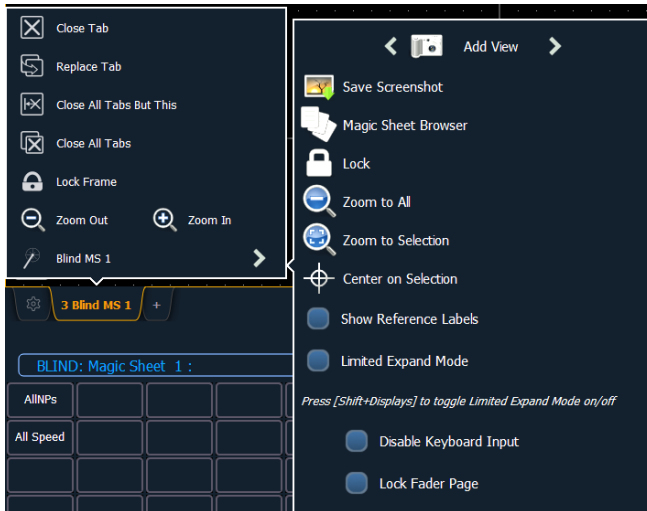 Close Tab
Replace Tab
Close All Tabs But This
Close All Tabs
Lock Frame
Zoom Out Zoom In
Blind MS 1
3 Blind MS 1 +
BLIND: Magic Sheet 1 :
AllNPs
All Speed
Add View
Save Screenshot
Magic Sheet Browser
Lock
Zoom to All
Zoom to Selection
Center on Selection
Show Reference Labels
Limited Expand Mode
Press [Shift+Displays] to toggle Limited Expand Mode on/off
Disable Keyboard Input
Lock Fader Page